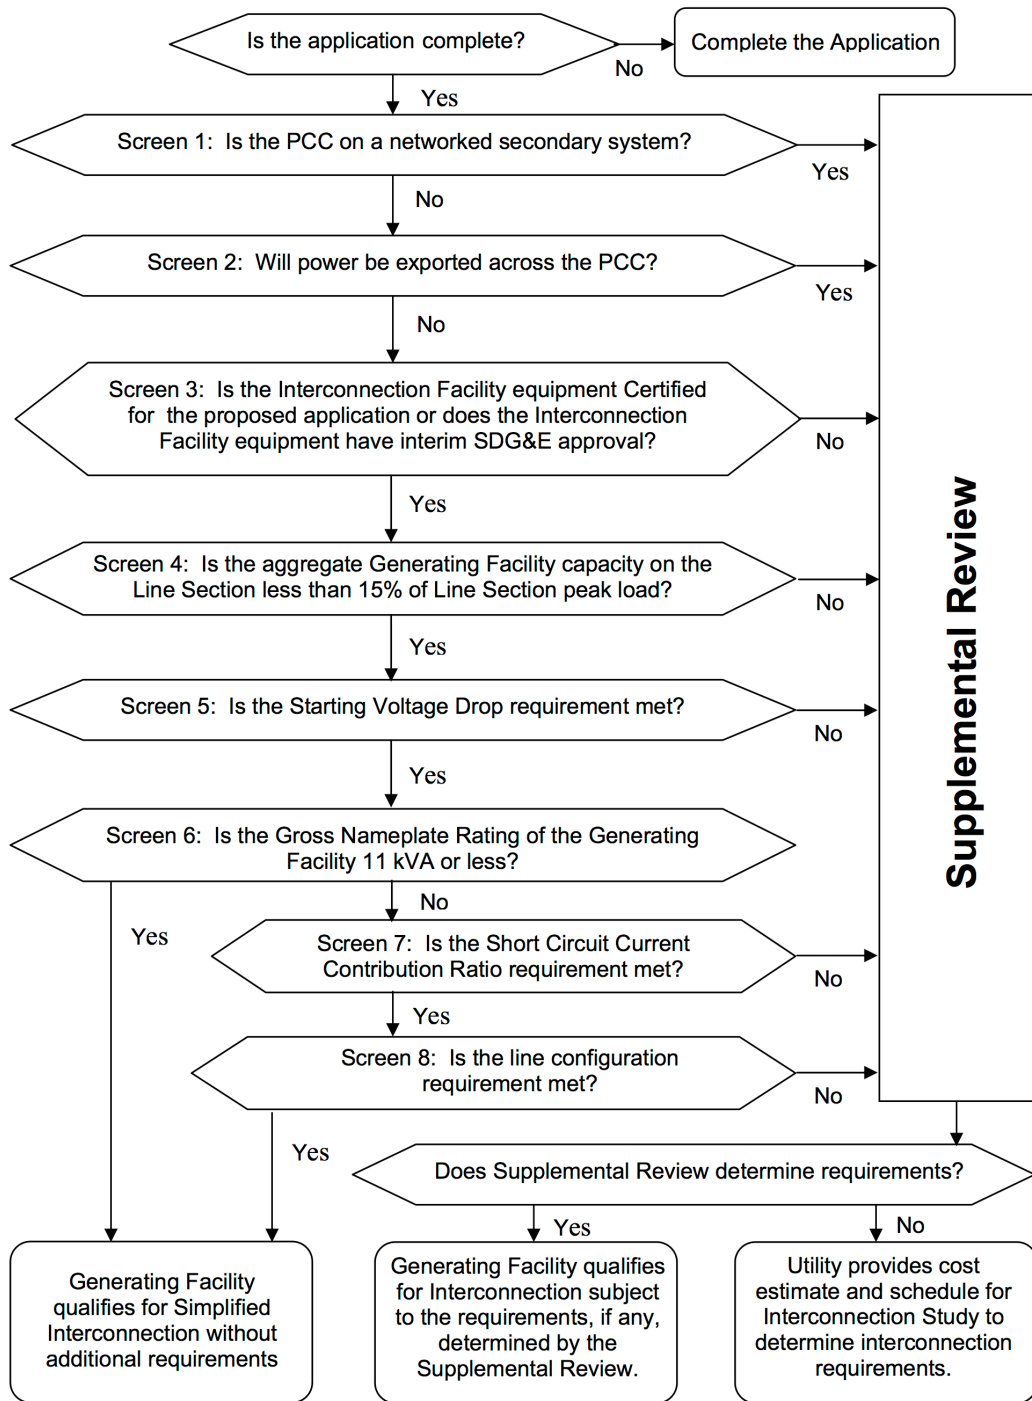 Is the application complete?
Complete the Application
No
Yes
Screen 1:  Is the PCC on a networked secondary system?
Yes
No
Screen 2:  Will power be exported across the PCC?
Yes
No
Screen 3:  Is the Interconnection Facility equipment Certified
for  the proposed application or does the Interconnection
Facility equipment have interim SDG&E approval?
No
Yes
Screen 4:  Is the aggregate Generating Facility capacity on the
Line Section less than 15% of Line Section peak load?
No
Yes
Screen 5:  Is the Starting Voltage Drop requirement met?
No
Yes
Screen 6:  Is the Gross Nameplate Rating of the Generating
Facility 11 kVA or less?
No
Yes
Screen 7:  Is the Short Circuit Current
Contribution Ratio requirement met?
No
Yes
Screen 8:  Is the line configuration
requirement met?
No
Yes
Supplemental Review
Does Supplemental Review determine requirements?
Yes
No
Generating Facility
qualifies for Simplified
Interconnection without
additional requirements
Generating Facility qualifies
for Interconnection subject
to the requirements, if any,
determined by the
Supplemental Review.
Utility provides cost
estimate and schedule for
Interconnection Study to
determine interconnection
requirements.